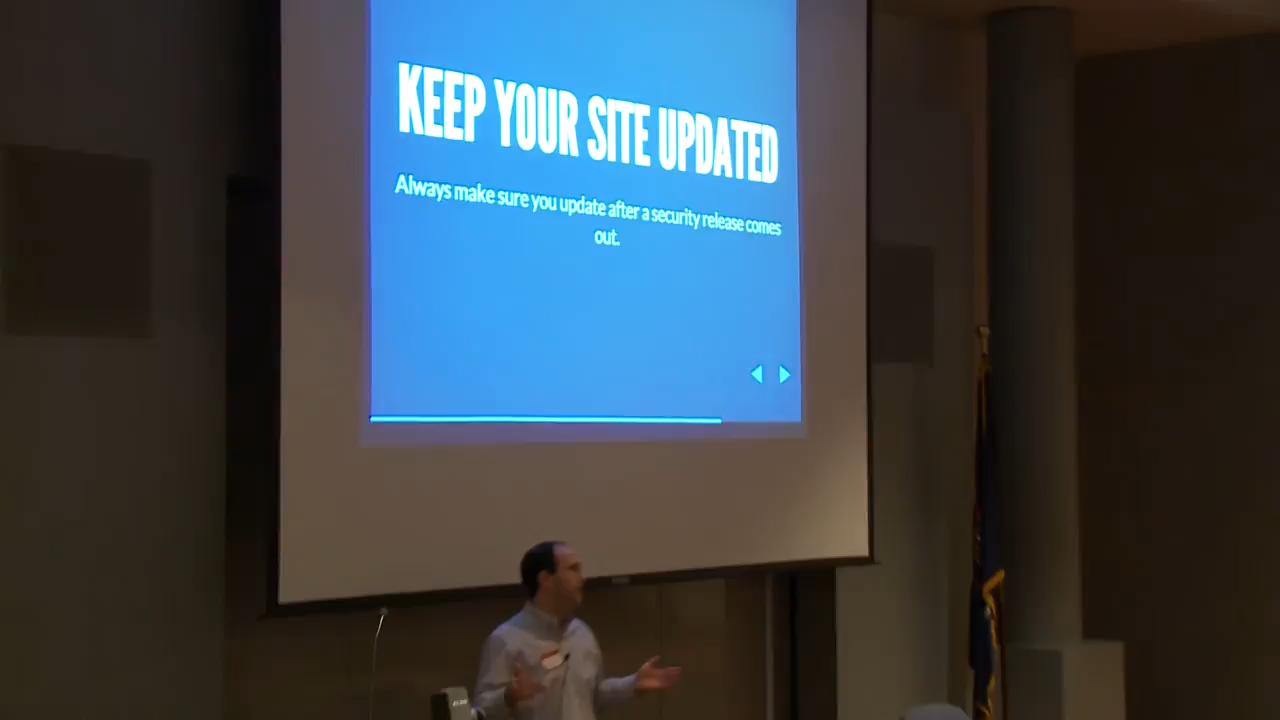 KEEP YOUR SITE UPDATED
Always make sure you update after a security release comes
out.